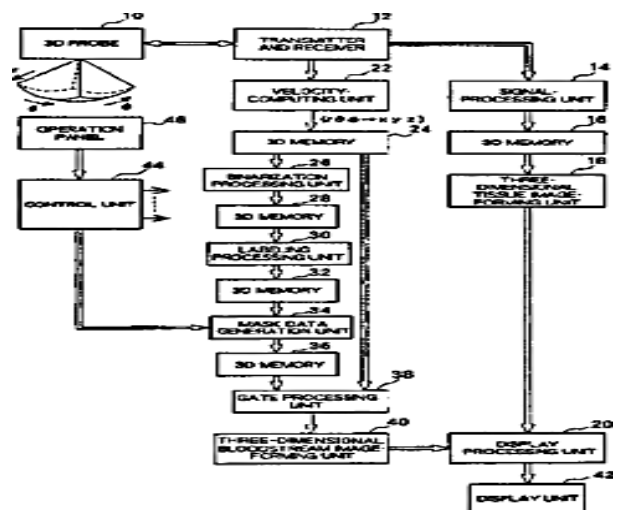 10
12
3D PROBE
TRANSMITTER
AND RECEIVER
22
14
VELOCITY-
COMPUTING UNIT
SIGNAL-
PROCESSING UNIT
OPERATION
PANEL
46
24
3D MEMORY
16
3D MEMORY
44
CONTROL UNIT
26
BINARIZATION
PROCESSING UNIT
18
THREE-
DIMENSIONAL
TISSUE IMAGE-
FORMING UNIT
28
3D MEMORY
30
LABELING
PROCESSING UNIT
32
3D MEMORY
34
MASK DATA
GENERATION UNIT
36
3D MEMORY
38
GATE PROCESSING
UNIT
40
THREE-DIMENSIONAL
BLOODSTREAM IMAGE-
FORMING UNIT
20
DISPLAY
PROCESSING UNIT
42
DISPLAY UNIT